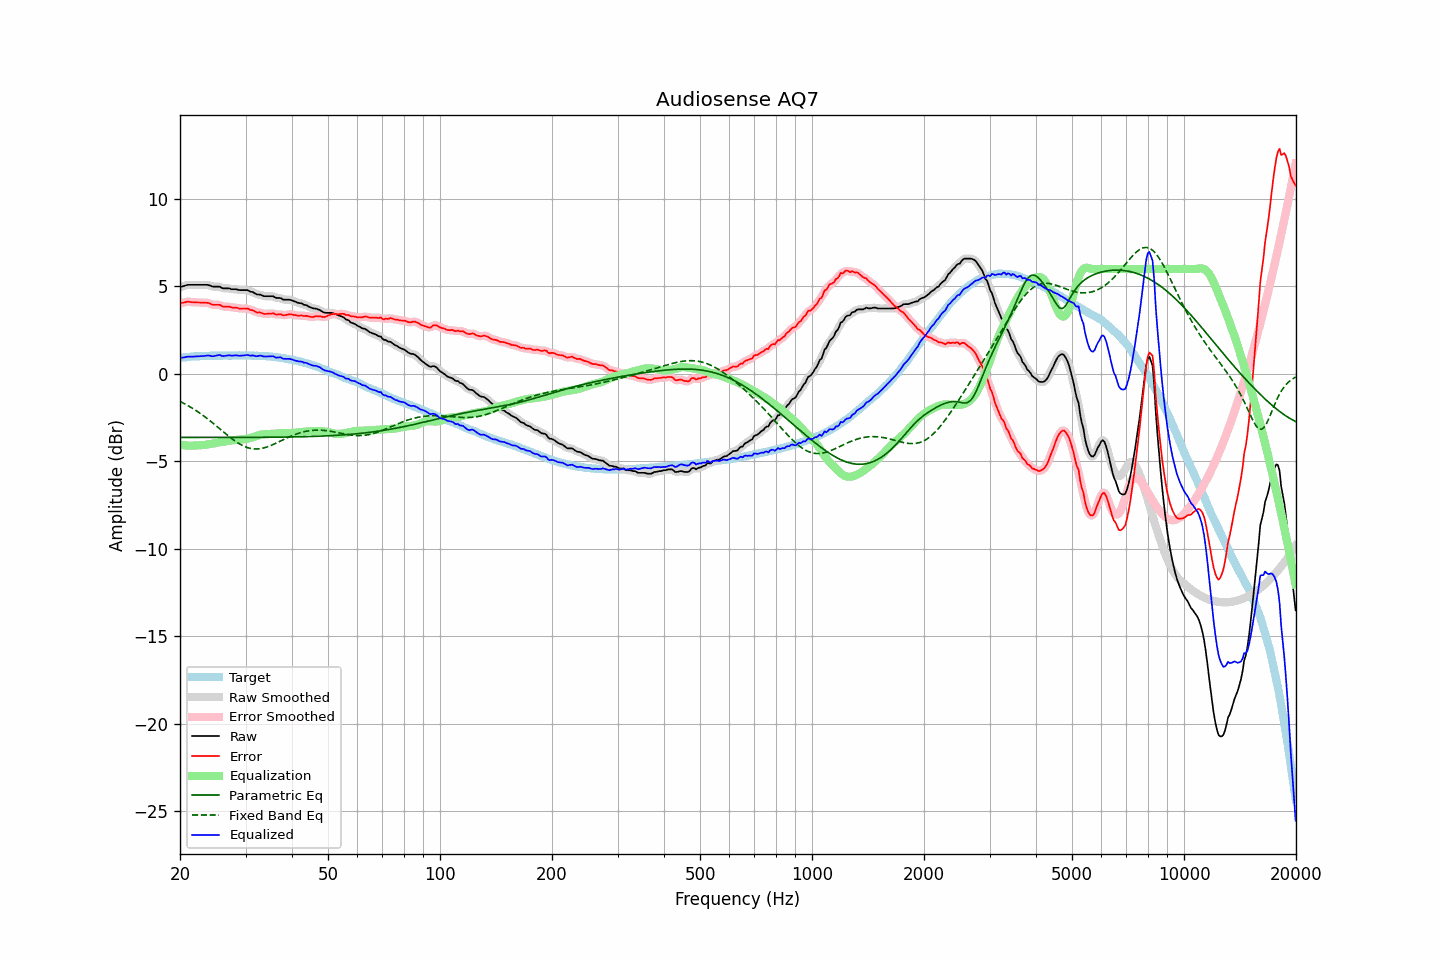 Audiosense AQ7
Amplitude (dBr)
10
5
0
−5
−10
−15
−20
−25
Target
Raw Smoothed
Error Smoothed
Raw
Error
Equalization
Parametric Eq
Fixed Band Eq
Equalized
20 50 100 200 500 1000 2000 5000 10000 20000
Frequency (Hz)